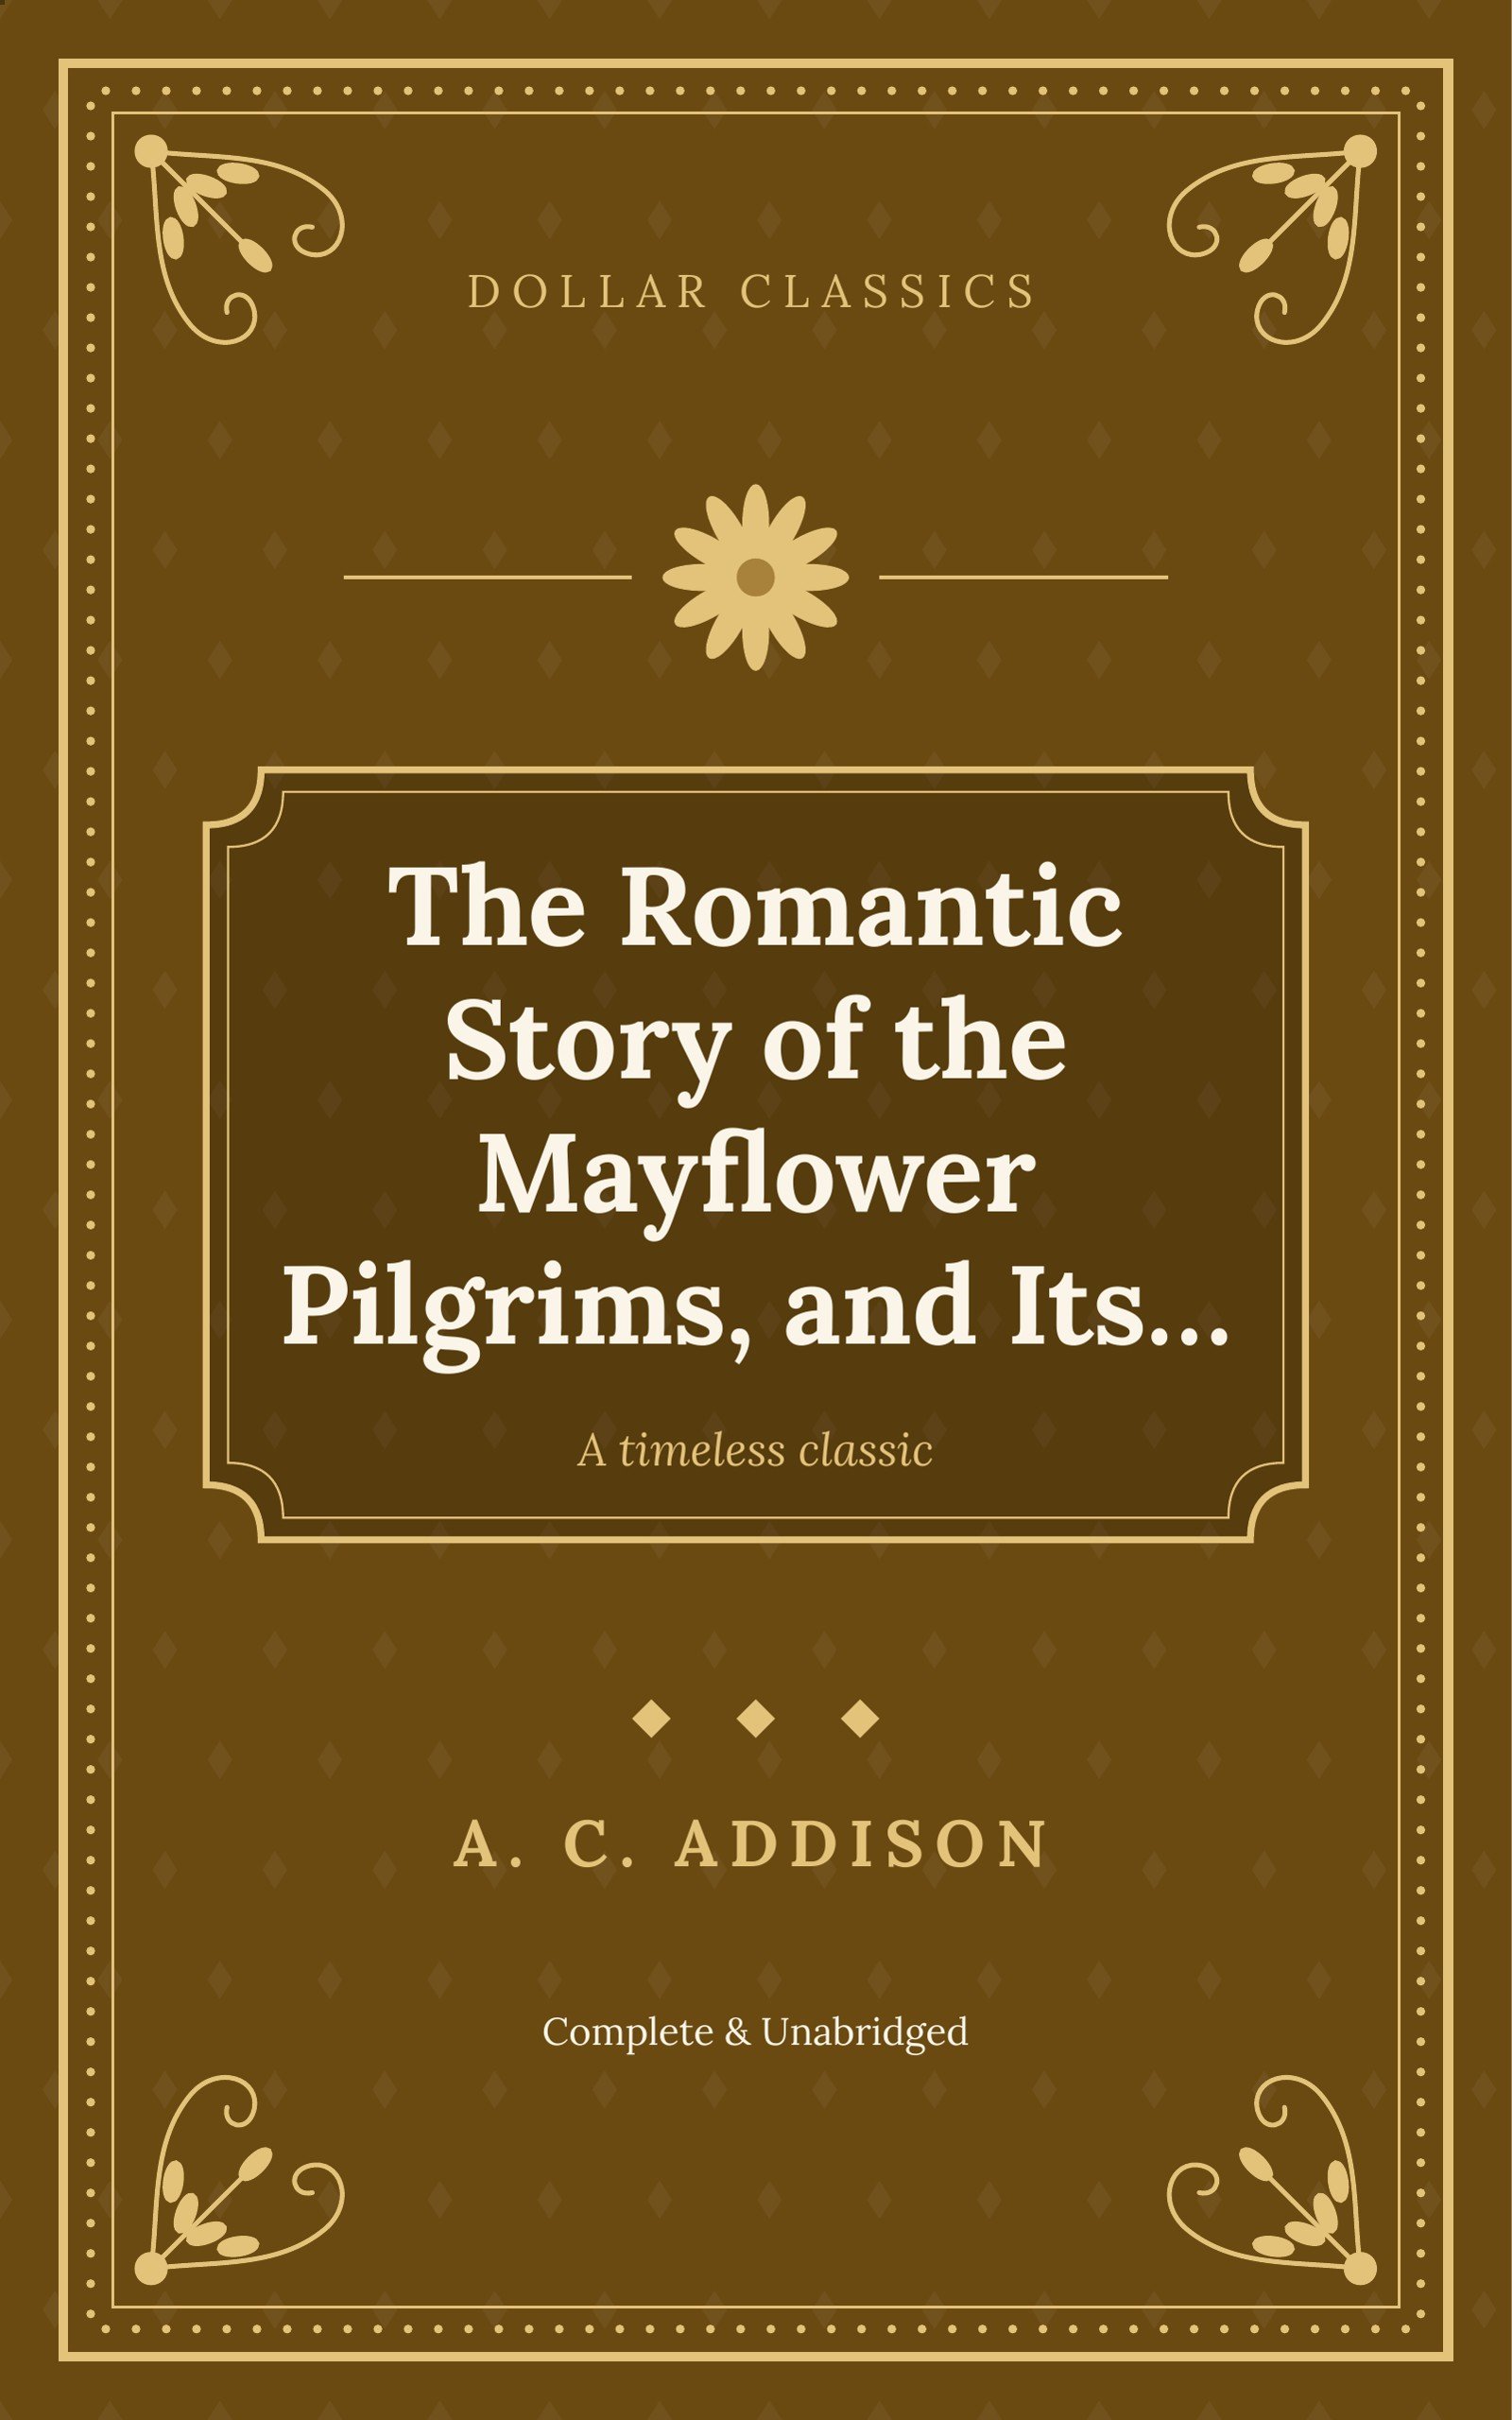 DOLLAR CLASSICS
The Romantic
Story of the
Mayflower
Pilgrims, and Its...
A timeless classic
A. C. ADDISON
Complete & Unabridged